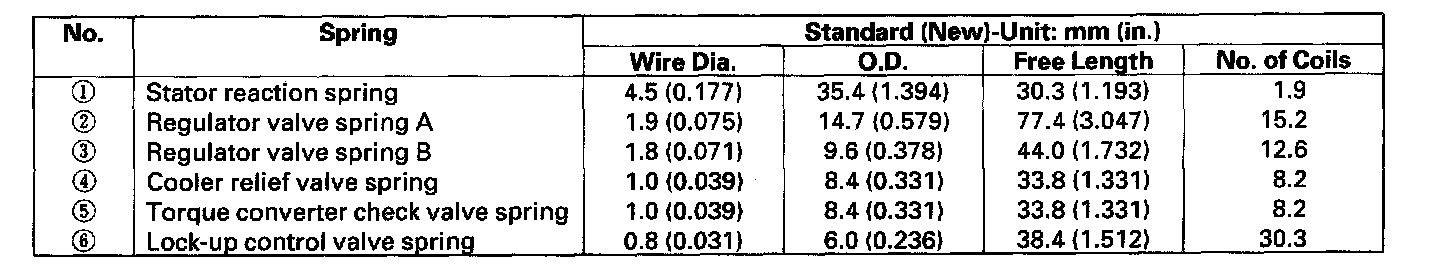 No. Spring Standard (New)-Unit: mm (in.)
Wire Dia. O.D. Free Length No. of Coils
① Stator reaction spring 4.5 (0.177) 35.4 (1.394) 30.3 (1.193) 1.9
② Regulator valve spring A 1.9 (0.075) 14.7 (0.579) 77.4 (3.047) 15.2
③ Regulator valve spring B 1.8 (0.071) 9.6 (0.378) 44.0 (1.732) 12.6
④ Cooler relief valve spring 1.0 (0.039) 8.4 (0.331) 33.8 (1.331) 8.2
⑤ Torque converter check valve spring 1.0 (0.039) 8.4 (0.331) 33.8 (1.331) 8.2
⑥ Lock-up control valve spring 0.8 (0.031) 6.0 (0.236) 38.4 (1.512) 30.3